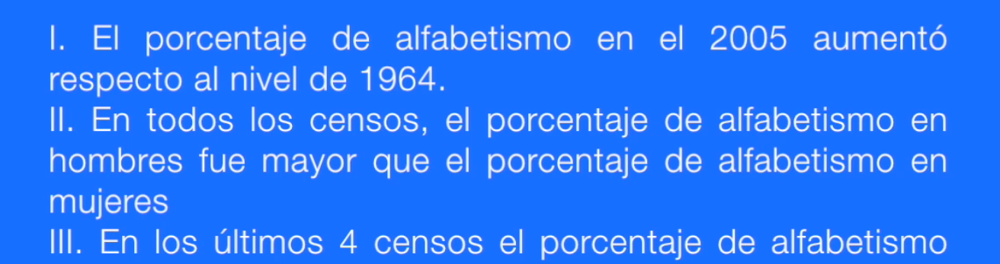 I. El porcentaje de alfabetismo en el 2005 aumentó
respecto al nivel de 1964.
II. En todos los censos, el porcentaje de alfabetismo en
hombres fue mayor que el porcentaje de alfabetismo en
mujeres
III. En los últimos 4 censos el porcentaje de alfabetismo